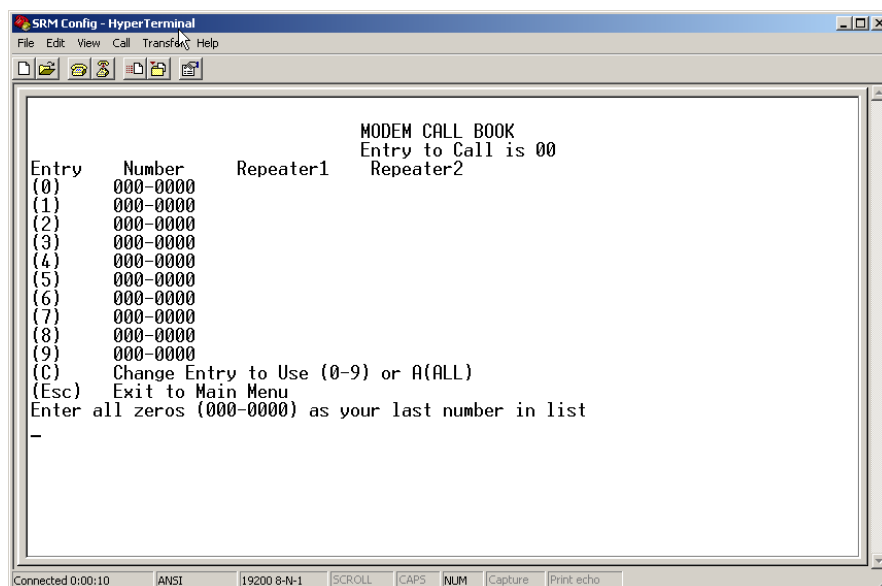 SRM Config - HyperTerminal
File Edit View Call Transfer Help
MODEM CALL BOOK
Entry to Call is 00
Entry Number Repeater1 Repeater2
(0) 000-0000
(1) 000-0000
(2) 000-0000
(3) 000-0000
(4) 000-0000
(5) 000-0000
(6) 000-0000
(7) 000-0000
(8) 000-0000
(9) 000-0000
(C) Change Entry to Use (0-9) or A(ALL)
(Esc) Exit to Main Menu
Enter all zeros (000-0000) as your last number in list
_
Connected 0:00:10 ANSI 19200 8-N-1 SCROLL CAPS NUM Capture Print echo